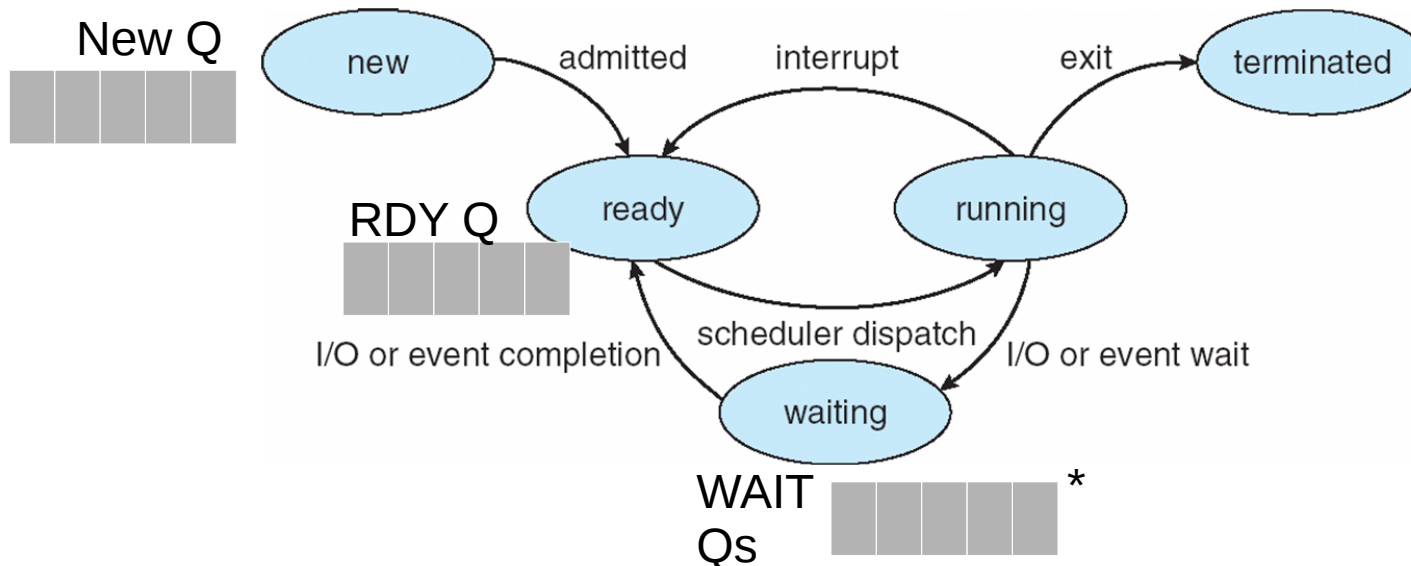 New Q
new
admitted
interrupt
exit
terminated
RDY Q
ready
running
scheduler dispatch
I/O or event completion
I/O or event wait
waiting
WAIT
Qs
*